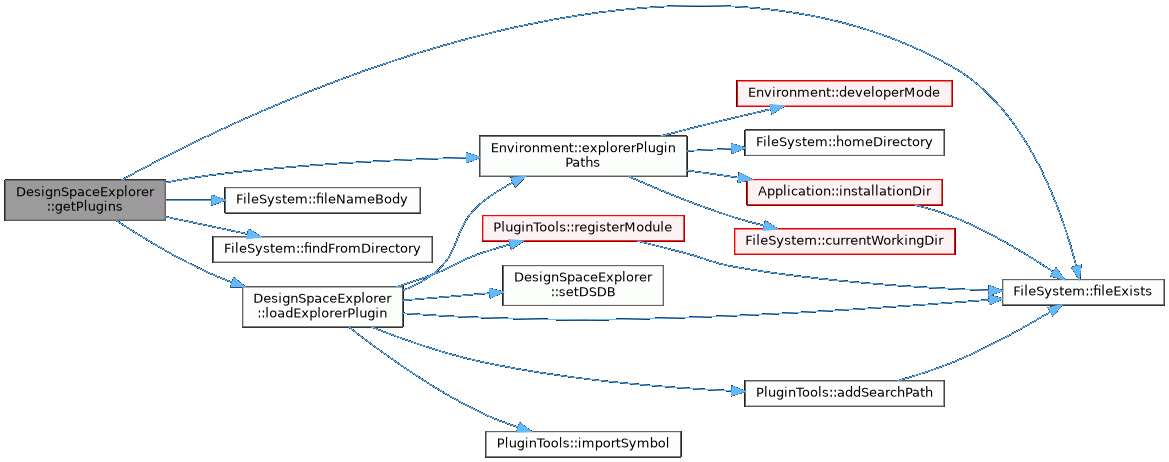 DesignSpaceExplorer
::getPlugins
FileSystem::fileNameBody
FileSystem::findFromDirectory
DesignSpaceExplorer
::loadExplorerPlugin
Environment::explorerPlugin
Paths
PluginTools::registerModule
DesignSpaceExplorer
::setDSDB
PluginTools::importSymbol
Environment::developerMode
FileSystem::homeDirectory
Application::installationDir
FileSystem::currentWorkingDir
PluginTools::addSearchPath
FileSystem::fileExists